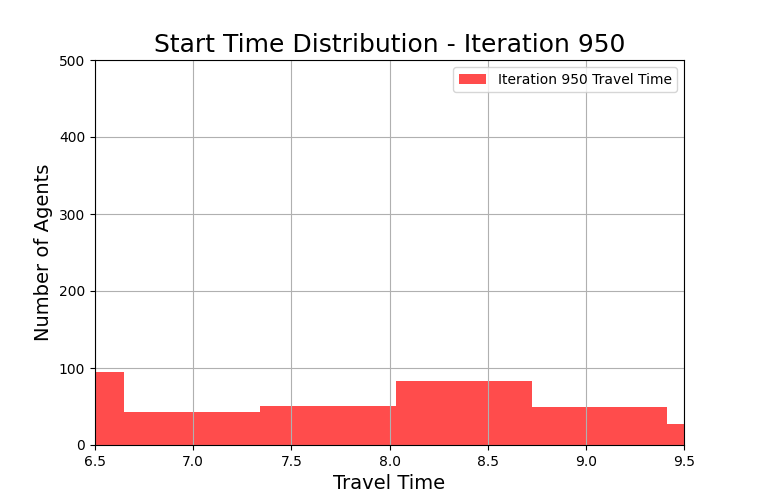 Start Time Distribution - Iteration 950
Iteration 950 Travel Time
Number of Agents
500
400
300
200
100
0
6.5 7.0 7.5 8.0 8.5 9.0 9.5
Travel Time